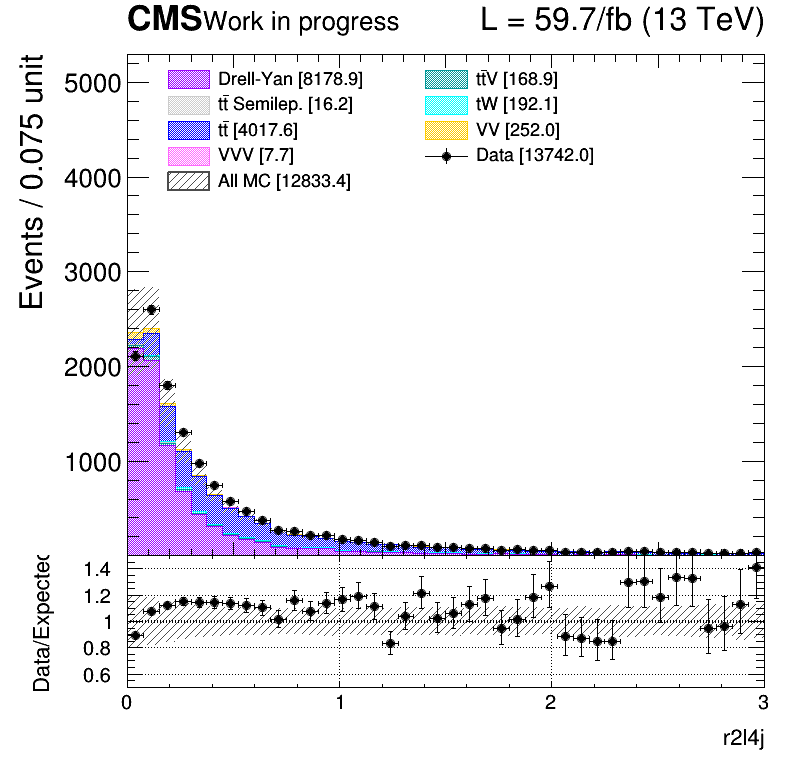 CMS Work in progress L = 59.7/fb (13 TeV)
Events / 0.075 unit
5000
4000
3000
2000
1000
Drell-Yan [8178.9]
tt̄ Semilep. [16.2]
tt̄ [4017.6]
VVV [7.7]
All MC [12833.4]
tt̄V [168.9]
tW [192.1]
VV [252.0]
Data [13742.0]
Data/Expected
1.4
1.2
1
0.8
0.6
0 1 2 3
r2l4j